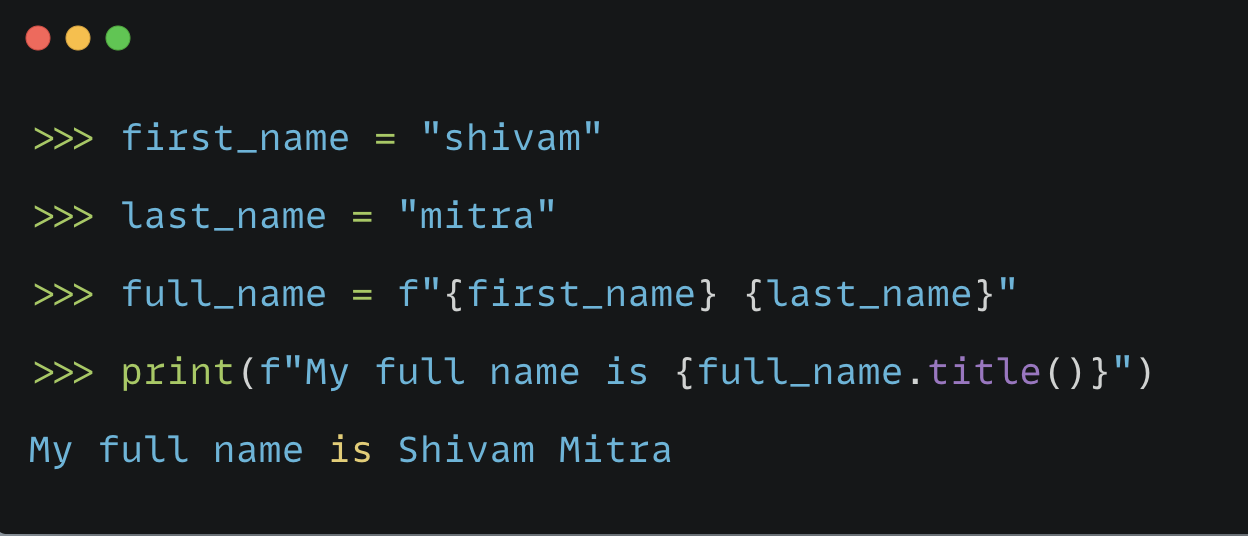 >>> first_name = "shivam"
>>> last_name = "mitra"
>>> full_name = f"{first_name} {last_name}"
>>> print(f"My full name is {full_name.title()}")
My full name is Shivam Mitra